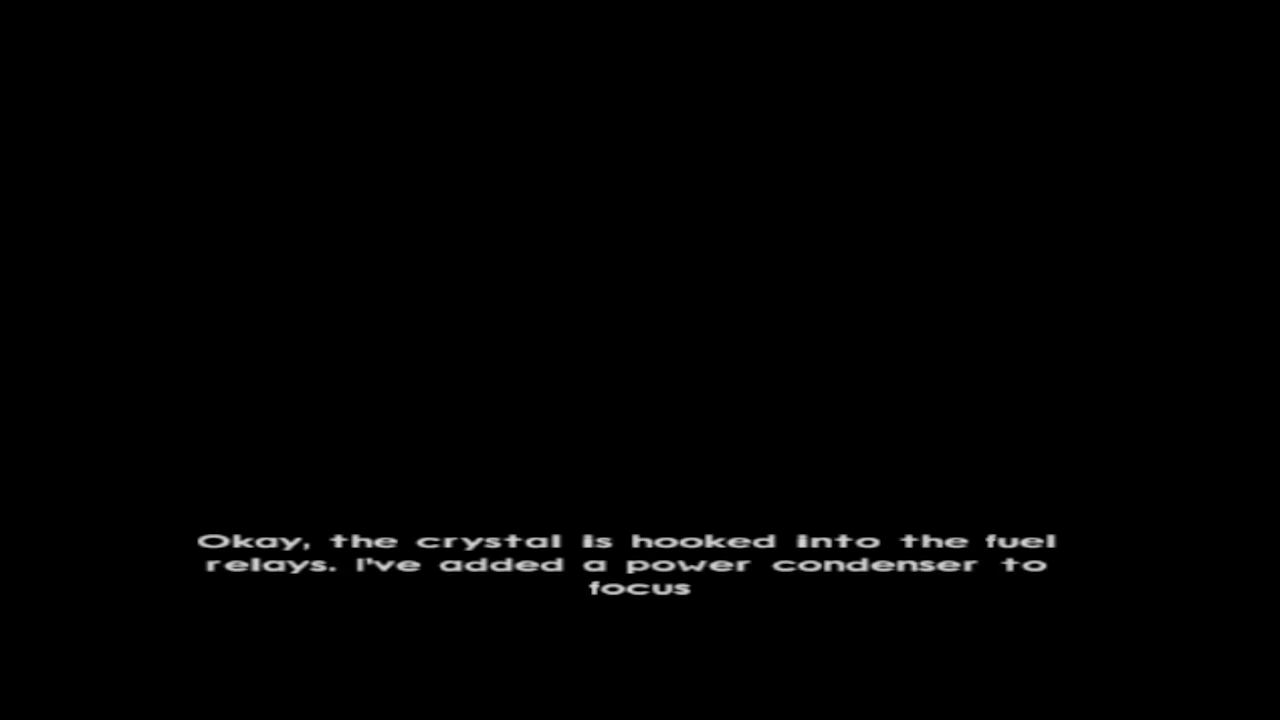 Okay, the crystal is hooked into the fuel
relays. I've added a power condenser to
focus